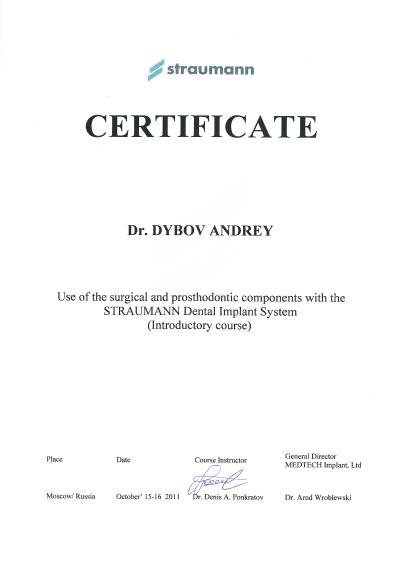 straumann
CERTIFICATE
Dr. DYBOV ANDREY
Use of the surgical and prosthodontic components with the
STRAUMANN Dental Implant System
(Introductory course)
Place Date Course Instructor General Director
MEDTECH Implant, Ltd
Moscow/ Russia October' 15-16 2011 Dr. Denis A. Ponkratov Dr. Arad Wroblewski